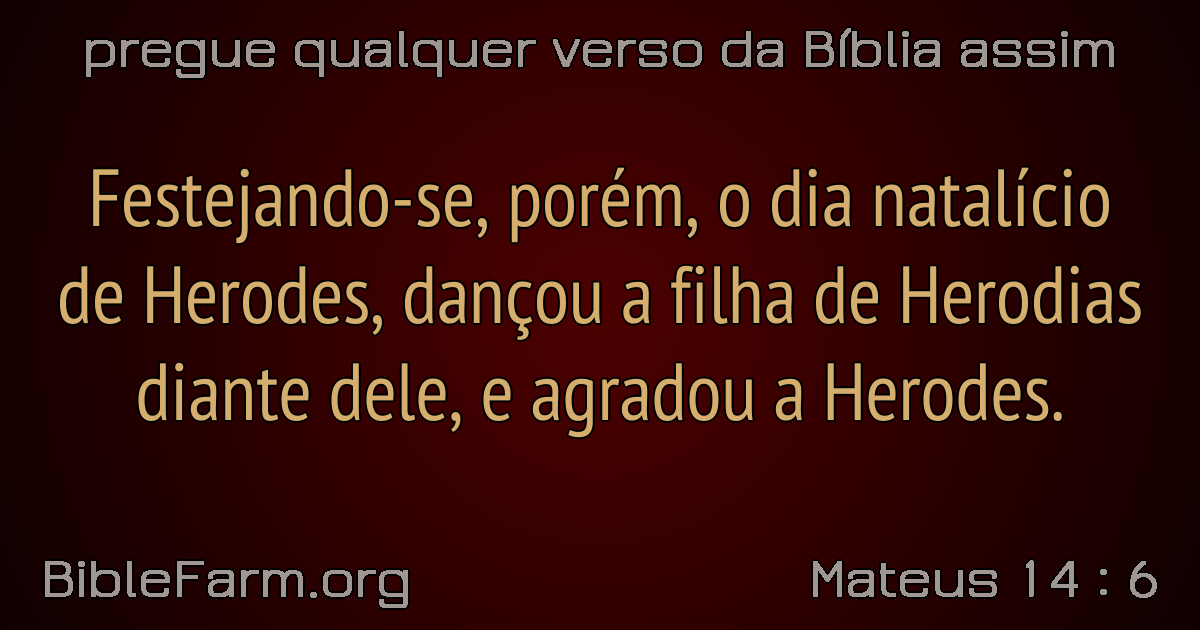 pregue qualquer verso da Bíblia assim
Festejando-se, porém, o dia natalício
de Herodes, dançou a filha de Herodias
diante dele, e agradou a Herodes.
BibleFarm.org
Mateus 14 : 6